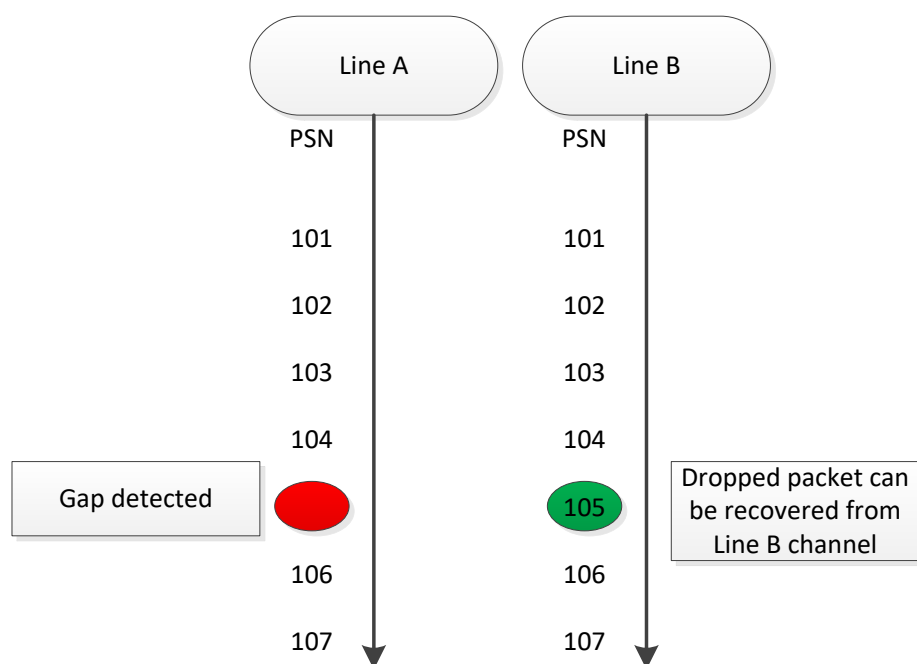 Line A
Line B
PSN
PSN
101
101
102
102
103
103
104
104
Gap detected
105
Dropped packet can
be recovered from
Line B channel
106
106
107
107